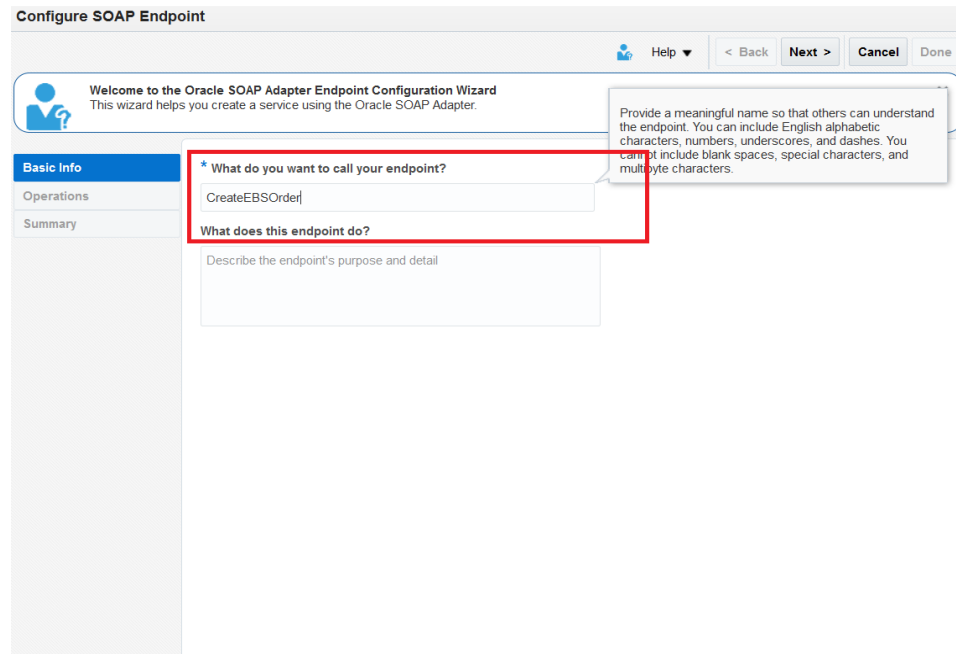 Configure SOAP Endpoint
Help
< Back
Next >
Cancel
Done
Welcome to the Oracle SOAP Adapter Endpoint Configuration Wizard
This wizard helps you create a service using the Oracle SOAP Adapter.
Provide a meaningful name so that others can understand
the endpoint. You can include English alphabetic
characters, numbers, underscores, and dashes. You
cannot include blank spaces, special characters, and
multibyte characters.
Basic Info
Operations
Summary
* What do you want to call your endpoint?
CreateEBSOrder
What does this endpoint do?
Describe the endpoint's purpose and detail